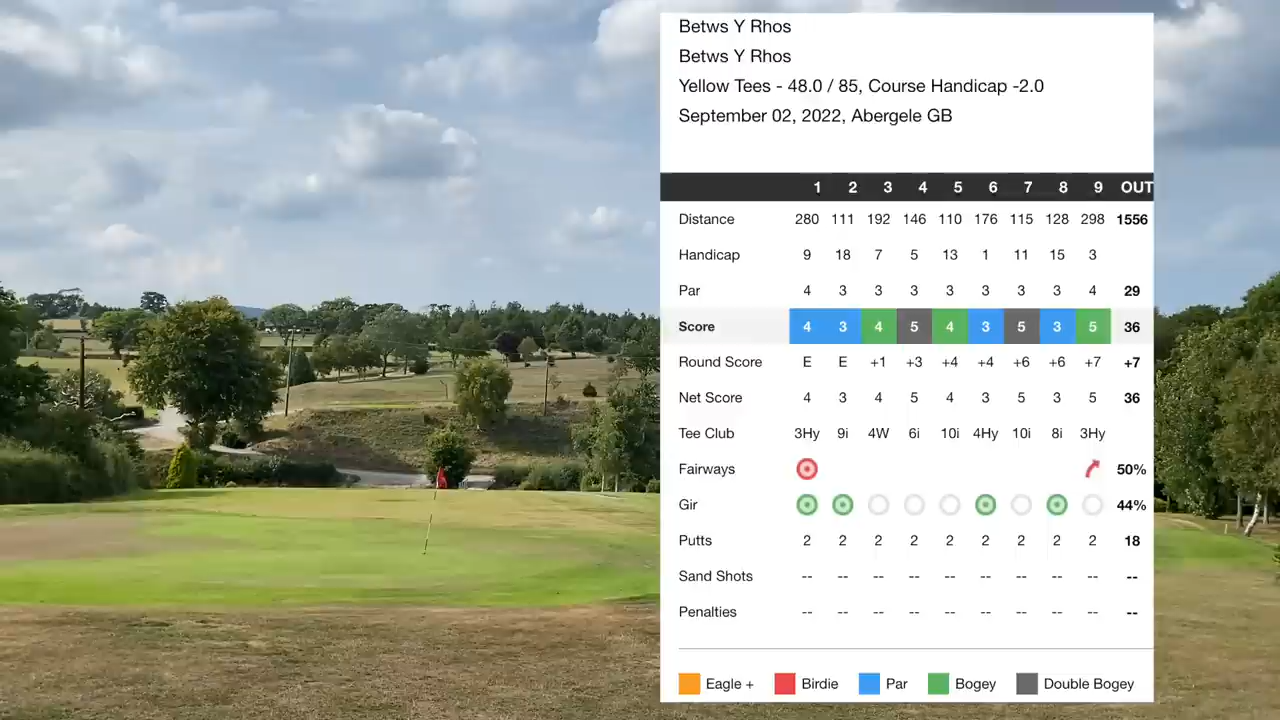 Betws Y Rhos
Betws Y Rhos
Yellow Tees - 48.0 / 85, Course Handicap -2.0
September 02, 2022, Abergele GB
1 2 3 4 5 6 7 8 9 OUT
Distance 280 111 192 146 110 176 115 128 298 1556
Handicap 9 18 7 5 13 1 11 15 3
Par 4 3 3 3 3 3 3 3 4 29
Score 4 3 4 5 4 3 5 3 5 36
Round Score E E +1 +3 +4 +4 +6 +6 +7 +7
Net Score 4 3 4 5 4 3 5 3 5 36
Tee Club 3Hy 9i 4W 6i 10i 4Hy 10i 8i 3Hy
Fairways 50%
Gir 44%
Putts 2 2 2 2 2 2 2 2 2 18
Sand Shots -- -- -- -- -- -- -- -- -- --
Penalties -- -- -- -- -- -- -- -- -- --
Eagle + Birdie Par Bogey Double Bogey